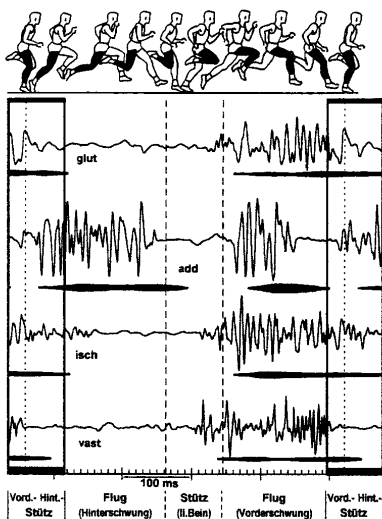 glut
add
isch
vast
100 ms
Vord.- Hint.- Flug Stütz Flug Vord.- Hint.-
Stütz (Hinterschwung) (li.Bein) (Vorderschwung) Stütz